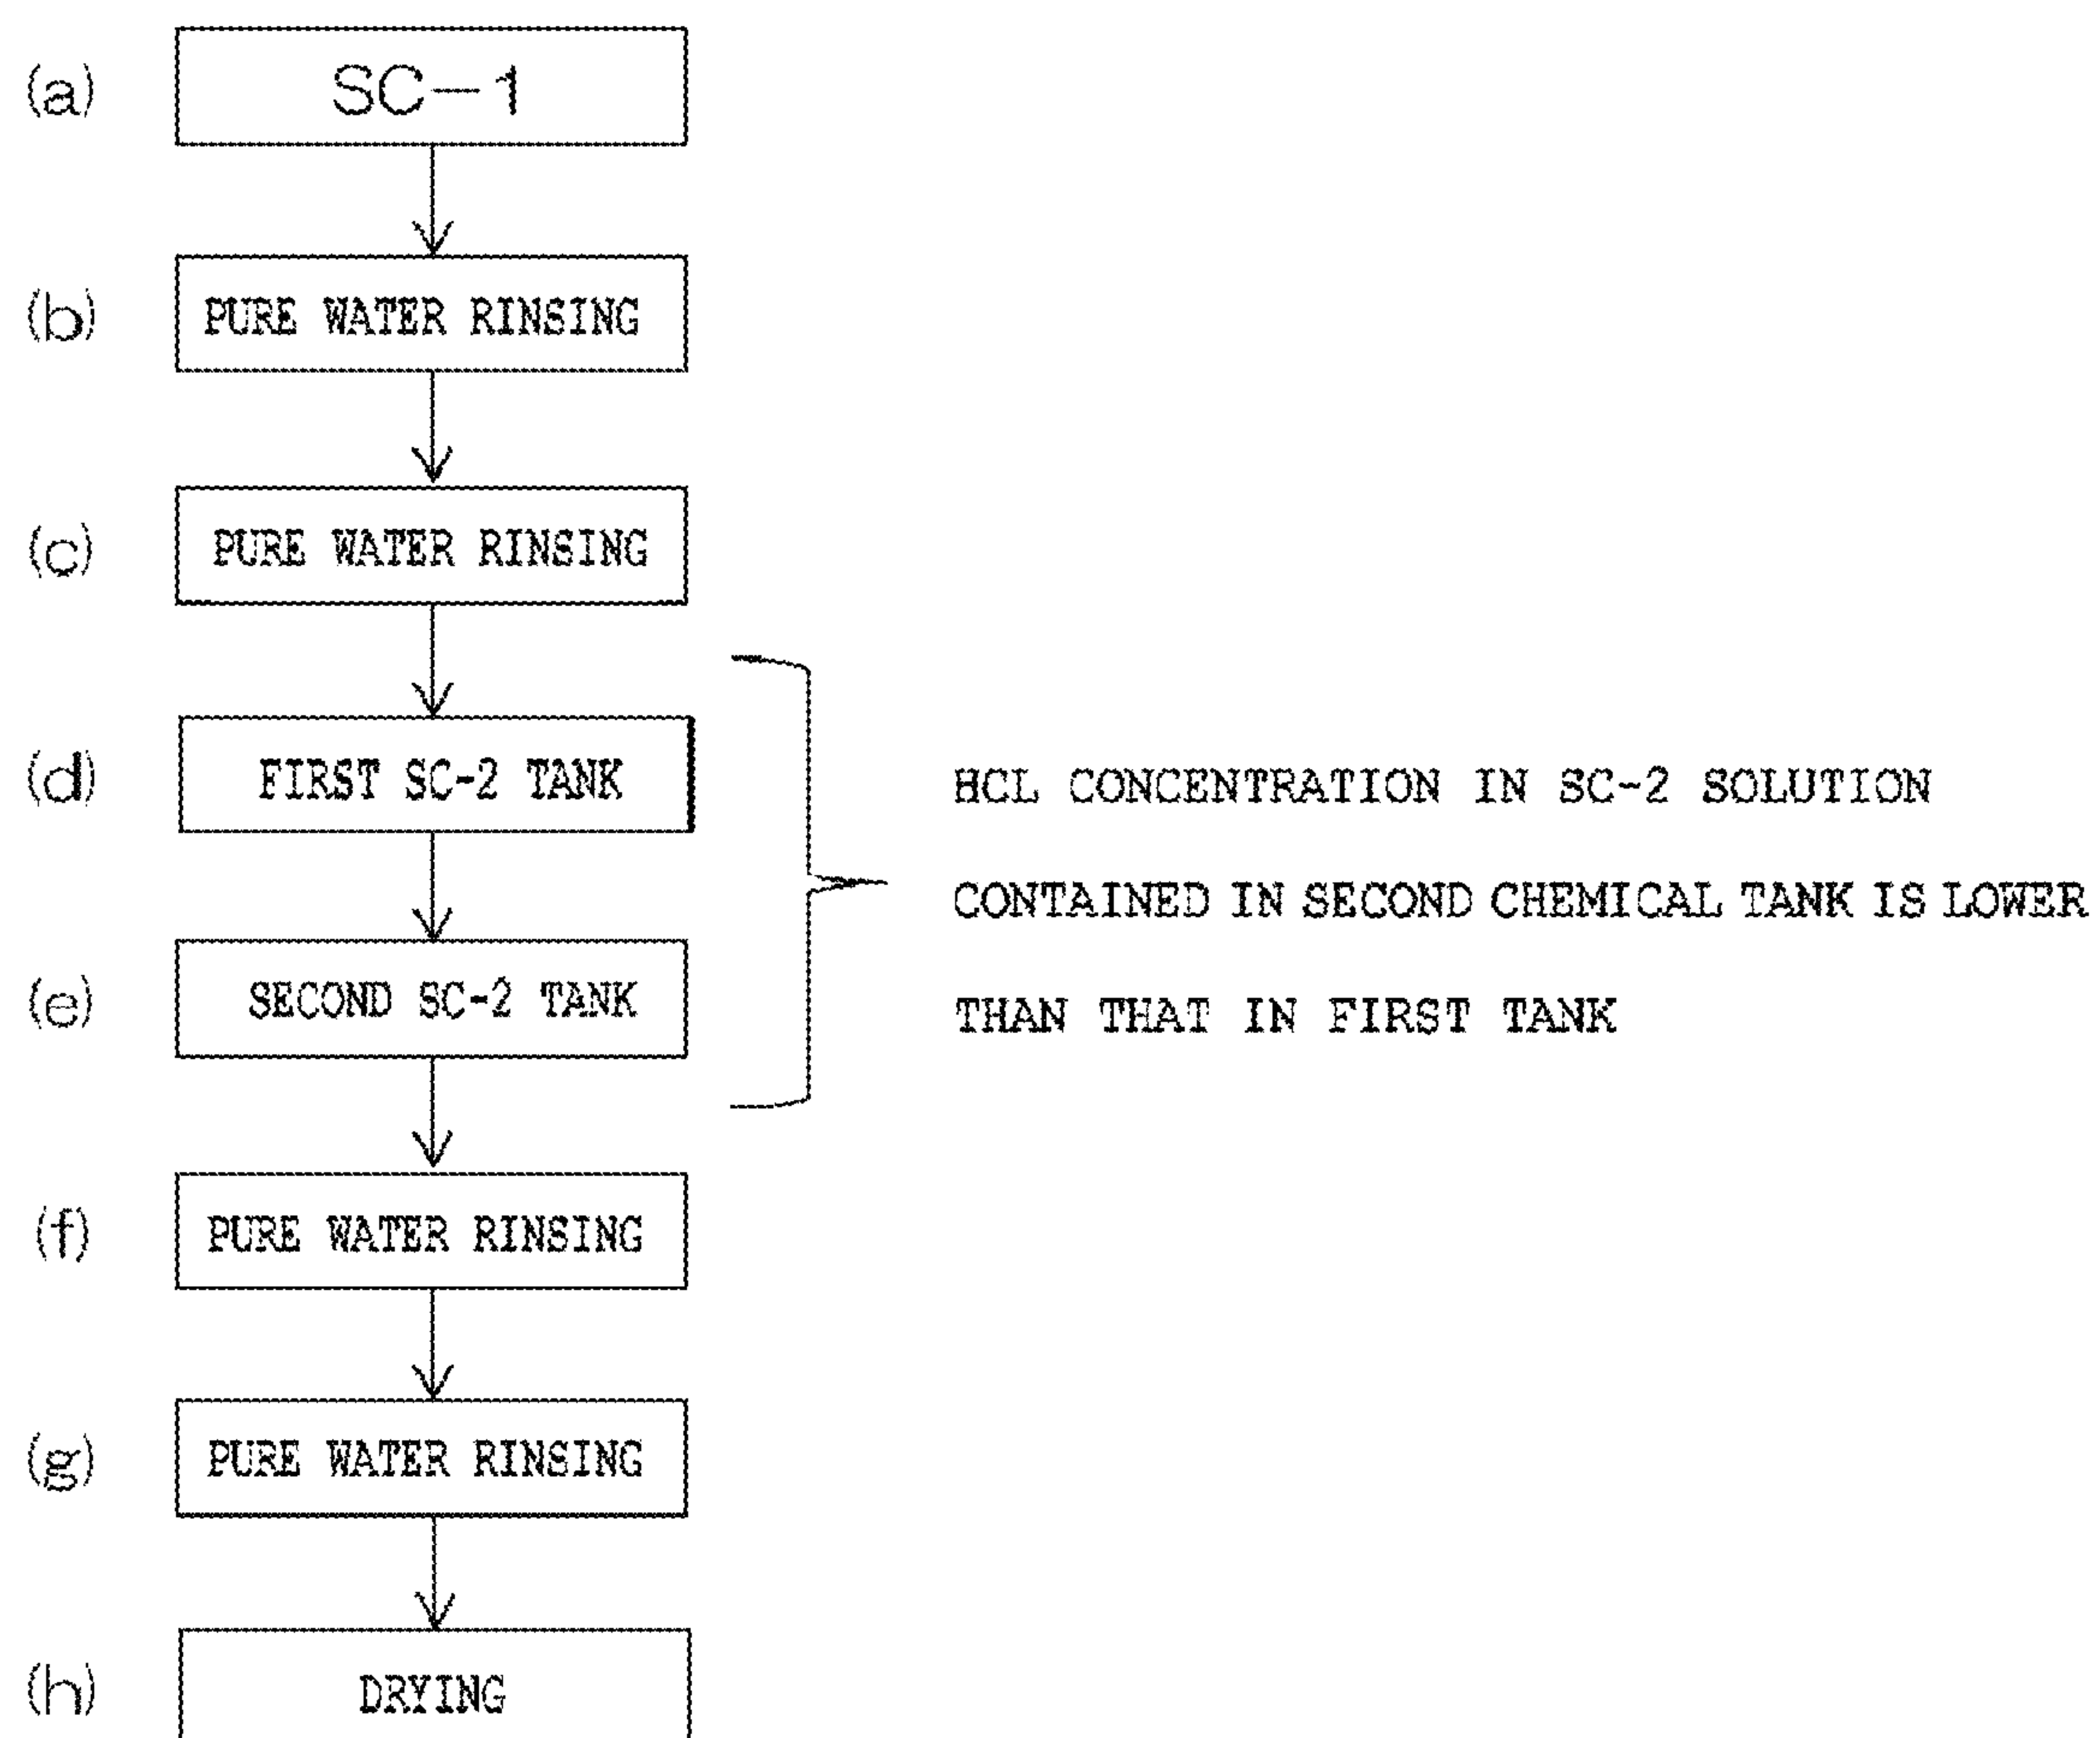 (a) SC-1
(b) PURE WATER RINSING
(c) PURE WATER RINSING
(d) FIRST SC-2 TANK
HCL CONCENTRATION IN SC-2 SOLUTION
CONTAINED IN SECOND CHEMICAL TANK IS LOWER
(e) SECOND SC-2 TANK
THAN THAT IN FIRST TANK
(f) PURE WATER RINSING
(g) PURE WATER RINSING
(h) DRYING